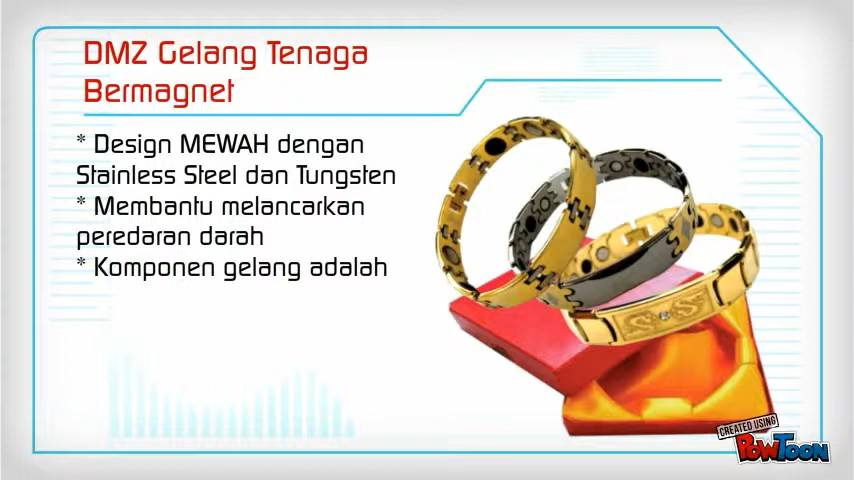 DMZ Gelang Tenaga
Bermagnet
* Design MEWAH dengan
Stainless Steel dan Tungsten
* Membantu melancarkan
peredaran darah
* Komponen gelang adalah
CREATED USING
POWTOON